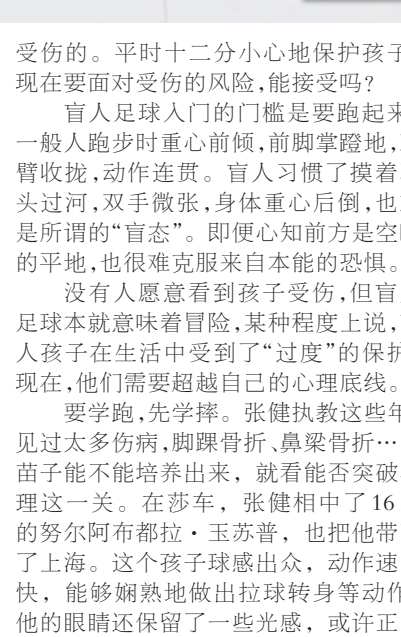 受伤的。平时十二分小心地保护孩子
现在要面对受伤的风险,能接受吗?
盲人足球入门的门槛是要跑起来
一般人跑步时重心前倾,前脚掌蹬地,
臂收拢,动作连贯。盲人习惯了摸着
头过河,双手微张,身体重心后倒,也
是所谓的“盲态”。即便心知前方是空
的平地,也很难克服来自本能的恐惧。
没有人愿意看到孩子受伤,但盲
足球本就意味着冒险,某种程度上说,
人孩子在生活中受到了“过度”的保护
现在,他们需要超越自己的心理底线。
要学跑,先学摔。张健执教这些年
见过太多伤病,脚踝骨折、鼻梁骨折…
苗子能不能培养出来，就看能否突破
理这一关。在莎车，张健相中了16
的努尔阿布都拉·玉苏普，也把他带
了上海。这个孩子球感出众，动作速
快，能够娴熟地做出拉球转身等动作
他的眼睛还保留了一些光感，或许正